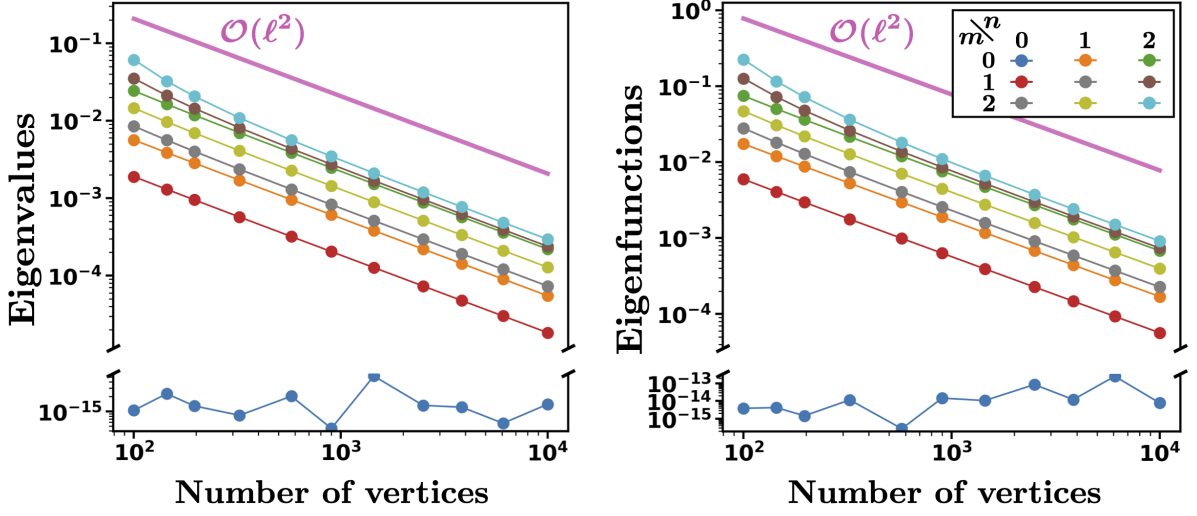 𝒪(ℓ²)
10⁻¹
10⁻²
10⁻³
10⁻⁴
10⁻¹⁵
Eigenvalues
10² 10³ 10⁴
Number of vertices
𝒪(ℓ²)
m\n 0 1 2
0
1
2
10⁰
10⁻¹
10⁻²
10⁻³
10⁻⁴
10⁻¹³
10⁻¹⁴
10⁻¹⁵
Eigenfunctions
10² 10³ 10⁴
Number of vertices